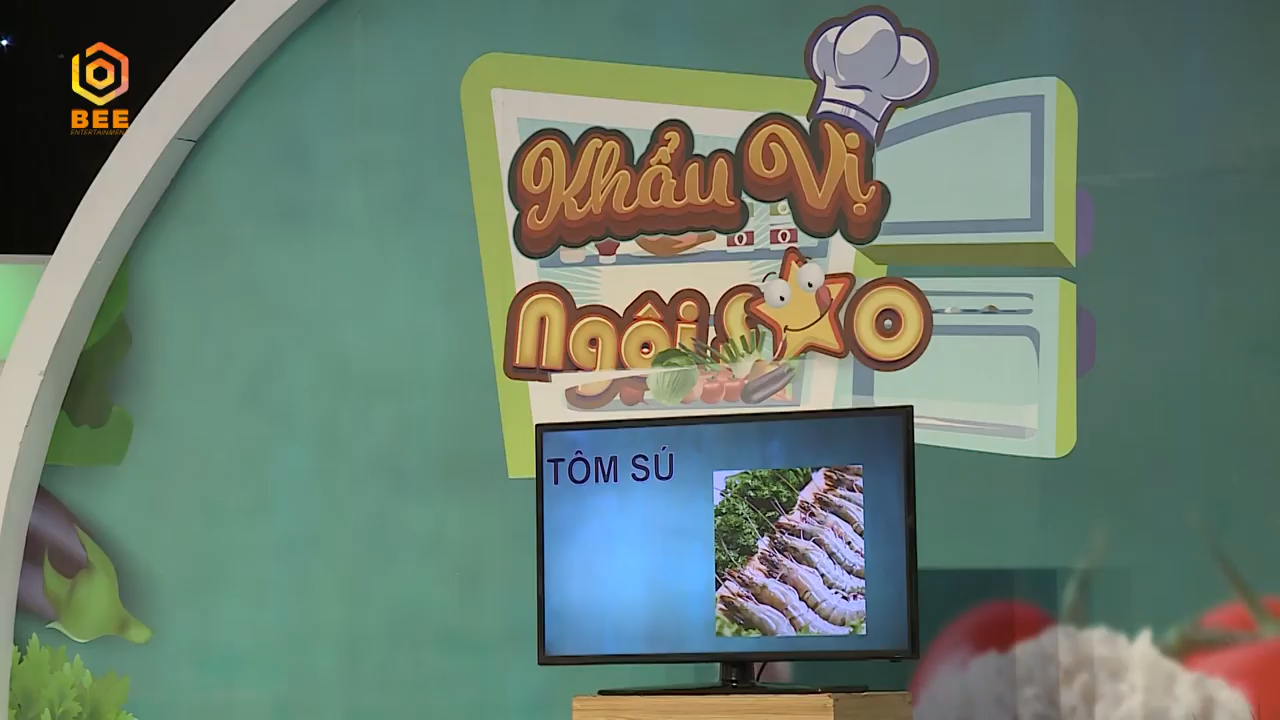 BEE
ENTERTAINMENT
Khẩu Vị
Ngôi Sao
TÔM SÚ